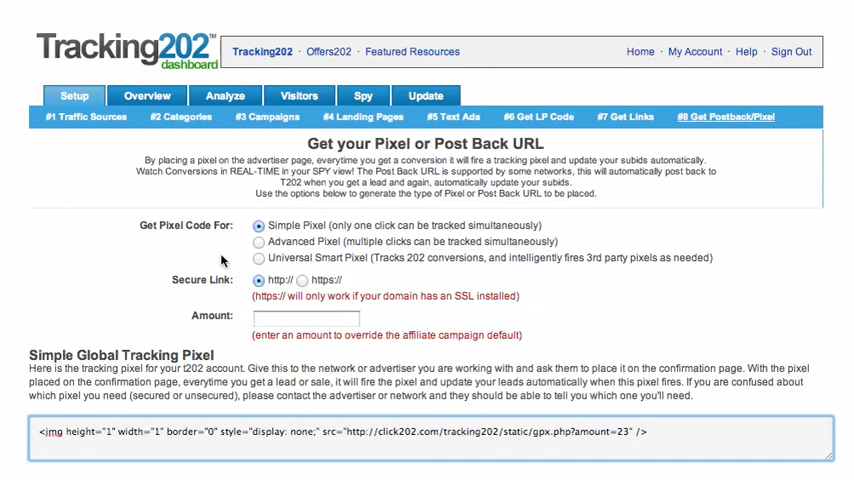 Tracking202™
dashboard
Tracking202 · Offers202 · Featured Resources
Home · My Account · Help · Sign Out
Setup Overview Analyze Visitors Spy Update
#1 Traffic Sources #2 Categories #3 Campaigns #4 Landing Pages #5 Text Ads #6 Get LP Code #7 Get Links #8 Get Postback/Pixel
Get your Pixel or Post Back URL
By placing a pixel on the advertiser page, everytime you get a conversion it will fire a tracking pixel and update your subids automatically.
Watch Conversions in REAL-TIME in your SPY view! The Post Back URL is supported by some networks, this will automatically post back to
T202 when you get a lead and again, automatically update your subids.
Use the options below to generate the type of Pixel or Post Back URL to be placed.
Get Pixel Code For: Simple Pixel (only one click can be tracked simultaneously)
Advanced Pixel (multiple clicks can be tracked simultaneously)
Universal Smart Pixel (Tracks 202 conversions, and intelligently fires 3rd party pixels as needed)
Secure Link: http:// https://
(https:// will only work if your domain has an SSL installed)
Amount:
(enter an amount to override the affiliate campaign default)
Simple Global Tracking Pixel
Here is the tracking pixel for your t202 account. Give this to the network or advertiser you are working with and ask them to place it on the confirmation page. With the pixel
placed on the confirmation page, everytime you get a lead or sale, it will fire the pixel and update your leads automatically when this pixel fires. If you are confused about
which pixel you need (secured or unsecured), please contact the advertiser or network and they should be able to tell you which one you'll need.
<img height="1" width="1" border="0" style="display: none;" src="http://click202.com/tracking202/static/gpx.php?amount=23" />